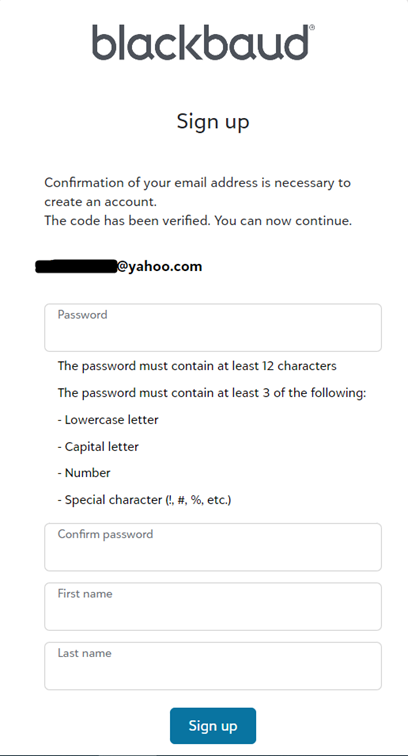 blackbaud®
Sign up
Confirmation of your email address is necessary to
create an account.
The code has been verified. You can now continue.
@yahoo.com
Password
The password must contain at least 12 characters
The password must contain at least 3 of the following:
- Lowercase letter
- Capital letter
- Number
- Special character (!, #, %, etc.)
Confirm password
First name
Last name
Sign up